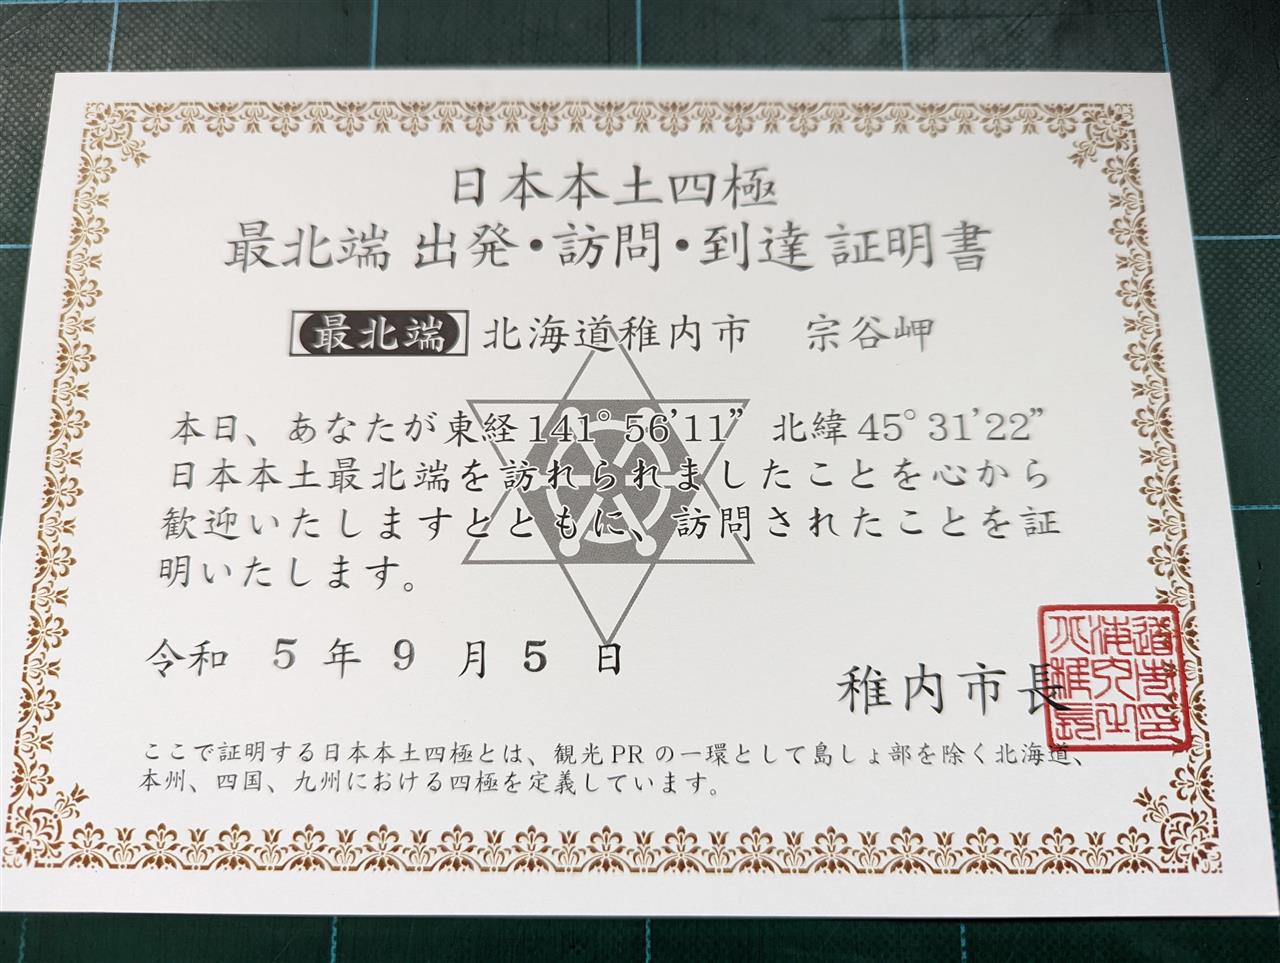 日本本土四極
最北端 出発・訪問・到達 証明書
最北端 北海道稚内市 宗谷岬
本日、あなたが東経141°56'11” 北緯45°31'22”
日本本土最北端を訪れられましたことを心から
歓迎いたしますとともに、訪問されたことを証
明いたします。
令和 5 年 9 月 5 日
稚内市長
ここで証明する日本本土四極とは、観光PRの一環として島しょ部を除く北海道、
本州、四国、九州における四極を定義しています。